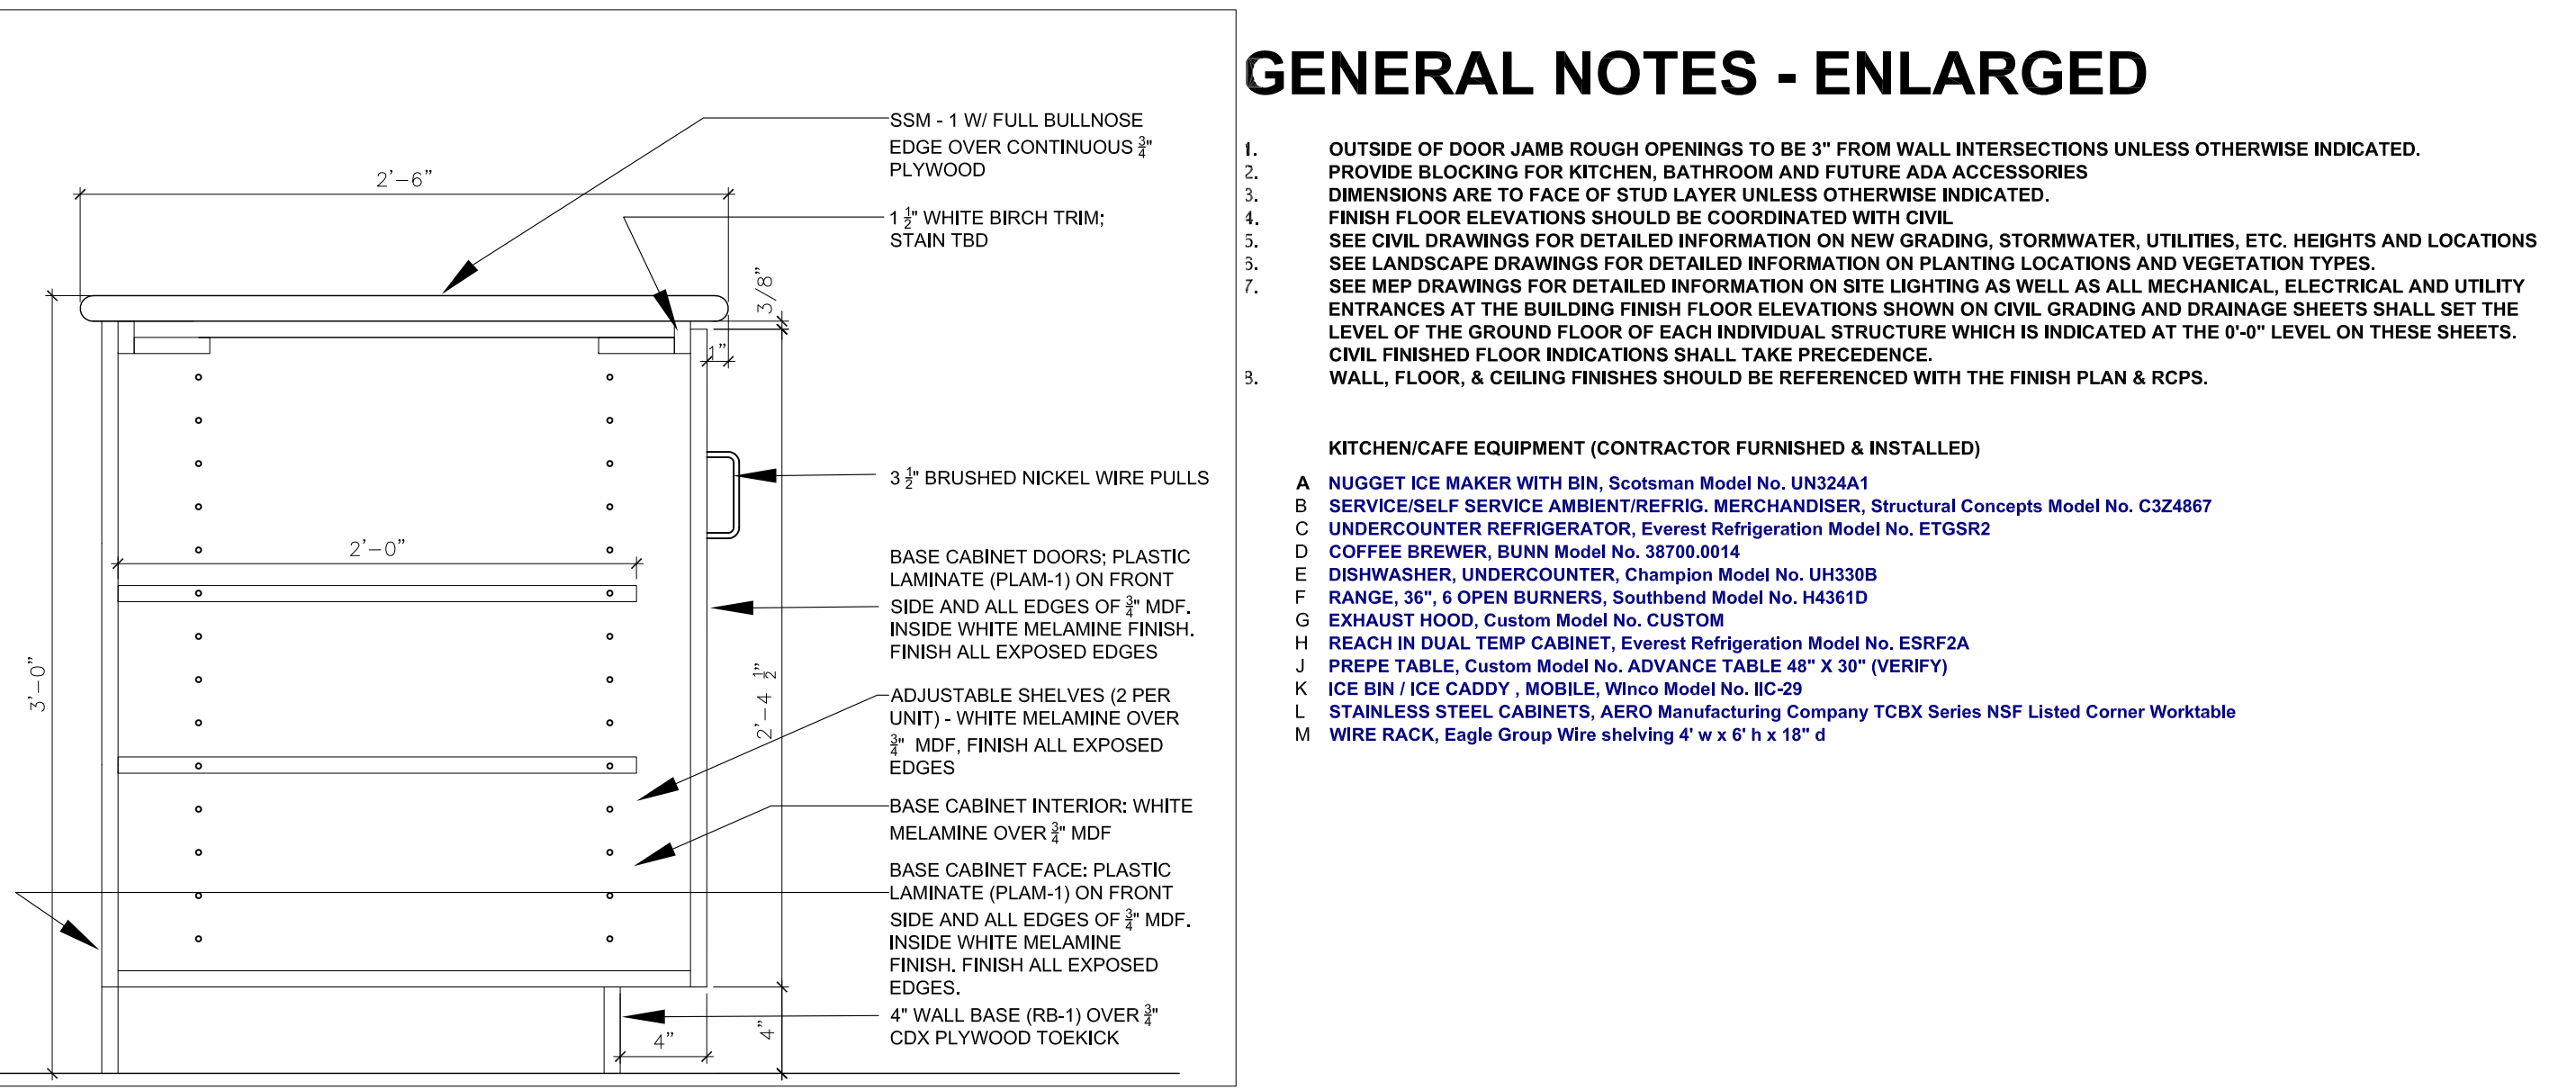 SSM - 1 W/ FULL BULLNOSE
EDGE OVER CONTINUOUS 3/4"
PLYWOOD
2'-6"
1 1/2" WHITE BIRCH TRIM;
STAIN TBD
3/8"
1"
3 1/2" BRUSHED NICKEL WIRE PULLS
2'-0"
BASE CABINET DOORS; PLASTIC
LAMINATE (PLAM-1) ON FRONT
SIDE AND ALL EDGES OF 3/4" MDF.
INSIDE WHITE MELAMINE FINISH.
FINISH ALL EXPOSED EDGES
3'-0"
2'-4 1/2"
ADJUSTABLE SHELVES (2 PER
UNIT) - WHITE MELAMINE OVER
3/4" MDF, FINISH ALL EXPOSED
EDGES
BASE CABINET INTERIOR: WHITE
MELAMINE OVER 3/4" MDF
BASE CABINET FACE: PLASTIC
LAMINATE (PLAM-1) ON FRONT
SIDE AND ALL EDGES OF 3/4" MDF.
INSIDE WHITE MELAMINE
FINISH. FINISH ALL EXPOSED
EDGES.
4" WALL BASE (RB-1) OVER 3/4"
CDX PLYWOOD TOEKICK
4"
4"
GENERAL NOTES - ENLARGED
1. OUTSIDE OF DOOR JAMB ROUGH OPENINGS TO BE 3" FROM WALL INTERSECTIONS UNLESS OTHERWISE INDICATED.
2. PROVIDE BLOCKING FOR KITCHEN, BATHROOM AND FUTURE ADA ACCESSORIES
3. DIMENSIONS ARE TO FACE OF STUD LAYER UNLESS OTHERWISE INDICATED.
4. FINISH FLOOR ELEVATIONS SHOULD BE COORDINATED WITH CIVIL
5. SEE CIVIL DRAWINGS FOR DETAILED INFORMATION ON NEW GRADING, STORMWATER, UTILITIES, ETC. HEIGHTS AND LOCATIONS
6. SEE LANDSCAPE DRAWINGS FOR DETAILED INFORMATION ON PLANTING LOCATIONS AND VEGETATION TYPES.
7. SEE MEP DRAWINGS FOR DETAILED INFORMATION ON SITE LIGHTING AS WELL AS ALL MECHANICAL, ELECTRICAL AND UTILITY
ENTRANCES AT THE BUILDING FINISH FLOOR ELEVATIONS SHOWN ON CIVIL GRADING AND DRAINAGE SHEETS SHALL SET THE
LEVEL OF THE GROUND FLOOR OF EACH INDIVIDUAL STRUCTURE WHICH IS INDICATED AT THE 0'-0" LEVEL ON THESE SHEETS.
CIVIL FINISHED FLOOR INDICATIONS SHALL TAKE PRECEDENCE.
8. WALL, FLOOR, & CEILING FINISHES SHOULD BE REFERENCED WITH THE FINISH PLAN & RCPS.
KITCHEN/CAFE EQUIPMENT (CONTRACTOR FURNISHED & INSTALLED)
A NUGGET ICE MAKER WITH BIN, Scotsman Model No. UN324A1
B SERVICE/SELF SERVICE AMBIENT/REFRIG. MERCHANDISER, Structural Concepts Model No. C3Z4867
C UNDERCOUNTER REFRIGERATOR, Everest Refrigeration Model No. ETGSR2
D COFFEE BREWER, BUNN Model No. 38700.0014
E DISHWASHER, UNDERCOUNTER, Champion Model No. UH330B
F RANGE, 36", 6 OPEN BURNERS, Southbend Model No. H4361D
G EXHAUST HOOD, Custom Model No. CUSTOM
H REACH IN DUAL TEMP CABINET, Everest Refrigeration Model No. ESRF2A
J PREPE TABLE, Custom Model No. ADVANCE TABLE 48" X 30" (VERIFY)
K ICE BIN / ICE CADDY , MOBILE, WInco Model No. IIC-29
L STAINLESS STEEL CABINETS, AERO Manufacturing Company TCBX Series NSF Listed Corner Worktable
M WIRE RACK, Eagle Group Wire shelving 4' w x 6' h x 18" d